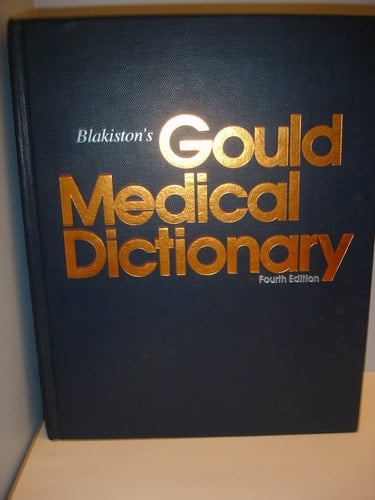 Blakiston's Gould
Medical
Dictionary
Fourth Edition